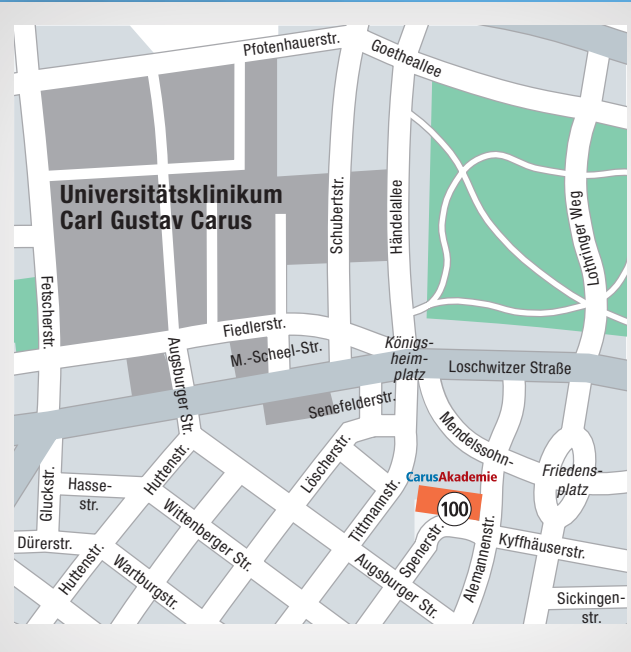 Pfotenhauerstr.
Goetheallee
Universitätsklinikum
Carl Gustav Carus
Schubertstr.
Händelallee
Lothringer Weg
Fetscherstr.
Fiedlerstr.
M.-Scheel-Str.
Augsburger Str.
Königs-
heim-
platz
Loschwitzer Straße
Senefelderstr.
Mendelssohn-
Friedens-
platz
Löscherstr.
Tittmannstr.
CarusAkademie
100
Gluckstr.
Hasse-
str.
Huttenstr.
Wittenberger Str.
Dürerstr.
Huttenstr.
Wartburgstr.
Augsburger Str.
Spenerstr.
Alemannenstr.
Kyffhäuserstr.
Sickingen-
str.